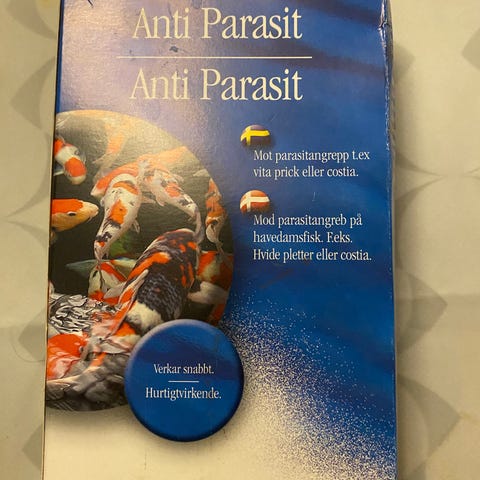 Anti Parasit
Anti Parasit
Mot parasitangrepp t.ex
vita prick eller costia.
Mod parasitangreb på
havedamsfisk. F.eks.
Hvide pletter eller costia.
Verkar snabbt.
Hurtigtvirkende.